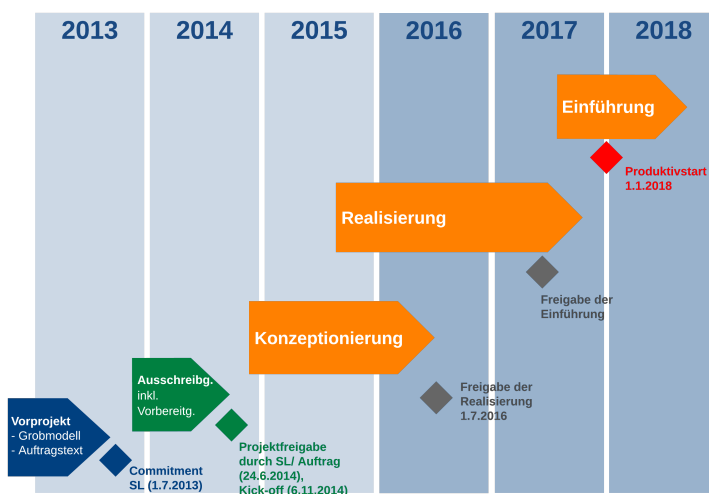 2013 2014 2015 2016 2017 2018
Einführung
Produktivstart
1.1.2018
Realisierung
Freigabe der
Einführung
Konzeptionierung
Freigabe der
Realisierung
1.7.2016
Ausschreibg.
inkl.
Vorbereitg.
Projektfreigabe
durch SL/ Auftrag
(24.6.2014),
Kick-off (6.11.2014)
Vorprojekt
- Grobmodell
- Auftragstext
Commitment
SL (1.7.2013)